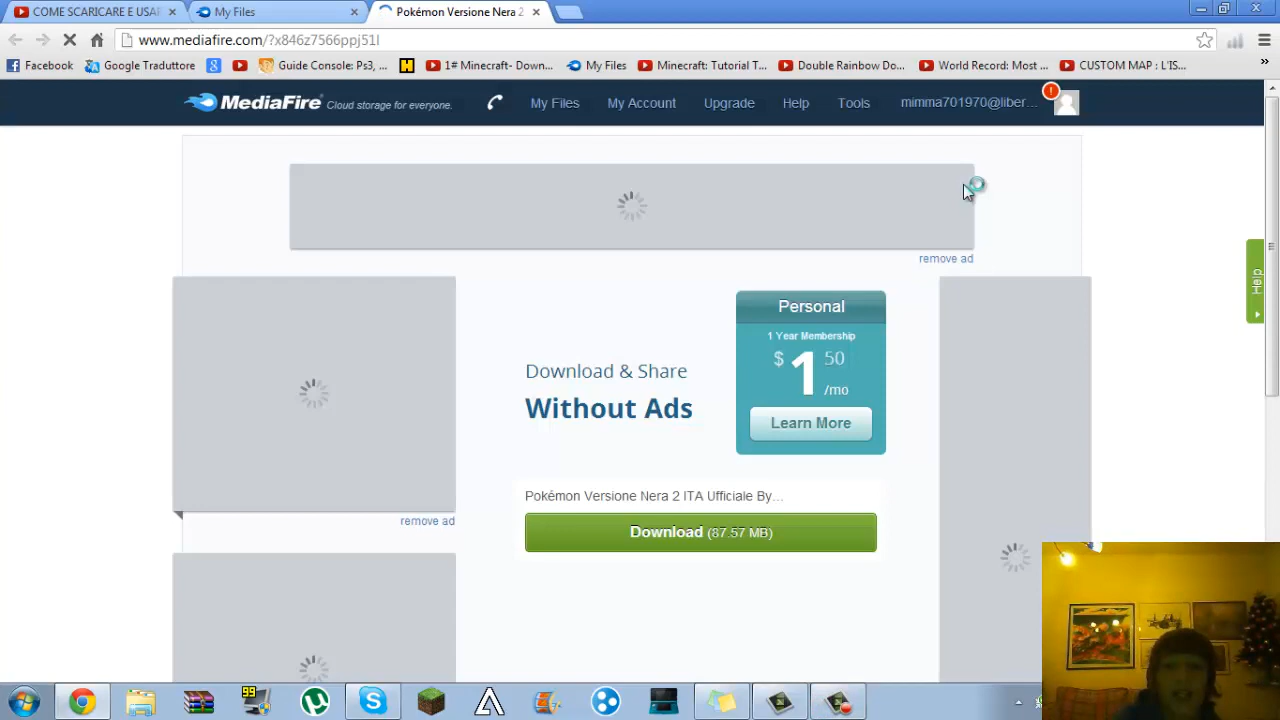 COME SCARICARE E USAR
My Files
Pokémon Versione Nera 2
www.mediafire.com/?x846z7566ppj51l
Facebook
Google Traduttore
Guide Console: Ps3, ...
1# Minecraft- Down...
My Files
Minecraft: Tutorial T...
Double Rainbow Do...
World Record: Most ...
CUSTOM MAP : L'IS...
MediaFire Cloud storage for everyone.
My Files
My Account
Upgrade
Help
Tools
mimma701970@liber...
remove ad
Help
Personal
1 Year Membership
$ 1 50 /mo
Learn More
Download & Share
Without Ads
Pokémon Versione Nera 2 ITA Ufficiale By...
Download (87.57 MB)
remove ad
99